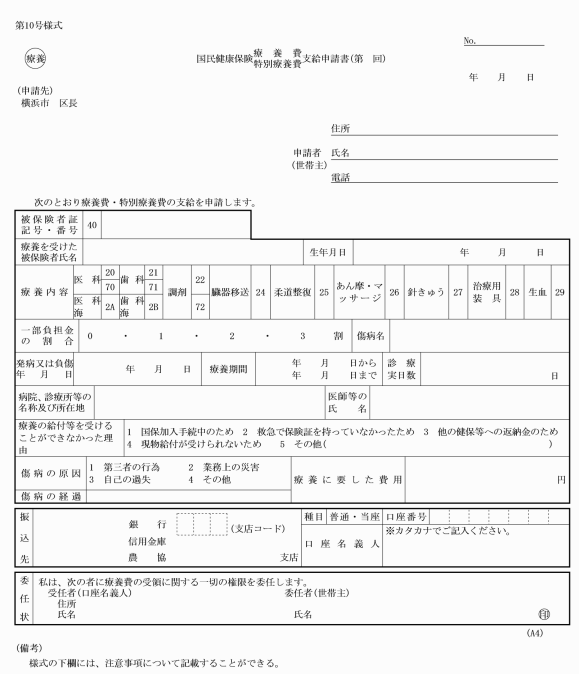 第10号様式
No.
療養
国民健康保険 療養費 特別療養費 支給申請書(第　回)
年　月　日
(申請先)
横浜市　区長
住所
申請者　氏名
(世帯主)
電話
次のとおり療養費・特別療養費の支給を申請します。
被保険者証記号・番号　40
療養を受けた被保険者氏名　生年月日　年　月　日
療養内容　医科　20　70　歯科　21　71　調剤　22　72　臓器移送　24　柔道整復　25　あん摩・マッサージ　26　針きゅう　27　治療用装具　28　生血　29
医科海　2A　歯科海　2B
一部負担金の割合　0　・　1　・　2　・　3　割　傷病名
発病又は負傷年月日　年　月　日　療養期間　年　月　日から　年　月　日まで　診療実日数　日
病院、診療所等の名称及び所在地　医師等の氏名
療養の給付等を受けることができなかった理由
1　国保加入手続中のため　2　救急で保険証を持っていなかったため　3　他の健保等への返納金のため
4　現物給付が受けられないため　5　その他(　)
傷病の原因　1　第三者の行為　2　業務上の災害
3　自己の過失　4　その他
療養に要した費用　円
傷病の経過
振込先　銀行　(支店コード)　種目　普通・当座　口座番号
信用金庫　口座名義人　※カタカナでご記入ください。
農協　支店
委任状　私は、次の者に療養費の受領に関する一切の権限を委任します。
受任者(口座名義人)　委任者(世帯主)
住所
氏名　氏名　印
(A4)
(備考)
様式の下欄には、注意事項について記載することができる。